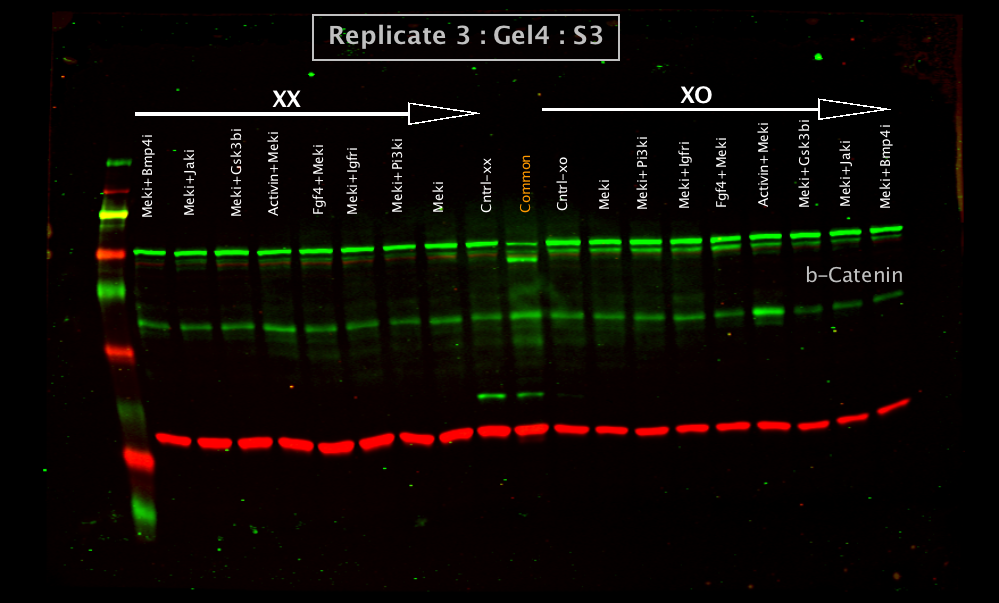 Replicate 3 : Gel4 : S3
XX
XO
Meki+Bmp4i
Meki+Jaki
Meki+Gsk3bi
Activin+Meki
Fgf4+Meki
Meki+Igfri
Meki+Pi3ki
Meki
Cntrl-xx
Common
Cntrl-xo
Meki
Meki+Pi3ki
Meki+Igfri
Fgf4+Meki
Activin+Meki
Meki+Gsk3bi
Meki+Jaki
Meki+Bmp4i
b-Catenin